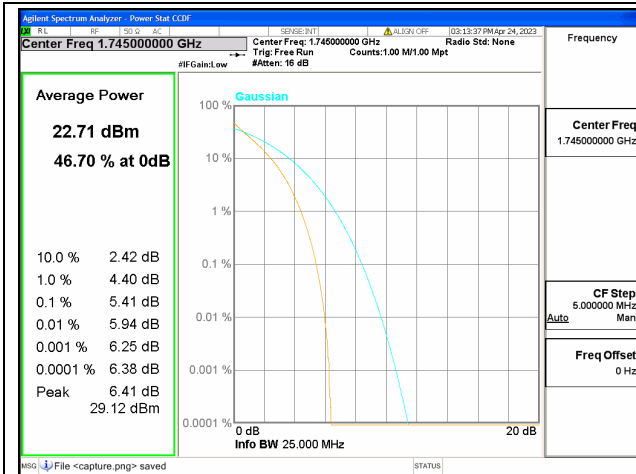 Agilent Spectrum Analyzer - Power Stat CCDF
RL RF 50 Ω AC SENSE:INT ALIGN OFF 03:13:37 PM Apr 24, 2023
Center Freq 1.745000000 GHz
Center Freq: 1.745000000 GHz Radio Std: None
Trig: Free Run Counts:1.00 M/1.00 Mpt
#IFGain:Low #Atten: 16 dB
Frequency
Average Power
22.71 dBm
46.70 % at 0dB
10.0 % 2.42 dB
1.0 % 4.40 dB
0.1 % 5.41 dB
0.01 % 5.94 dB
0.001 % 6.25 dB
0.0001 % 6.38 dB
Peak 6.41 dB
29.12 dBm
Gaussian
100 %
10 %
1 %
0.1 %
0.01 %
0.001 %
0.0001 %
0 dB 20 dB
Info BW 25.000 MHz
Center Freq
1.745000000 GHz
CF Step
5.000000 MHz
Auto Man
Freq Offset
0 Hz
MSG File <capture.png> saved STATUS